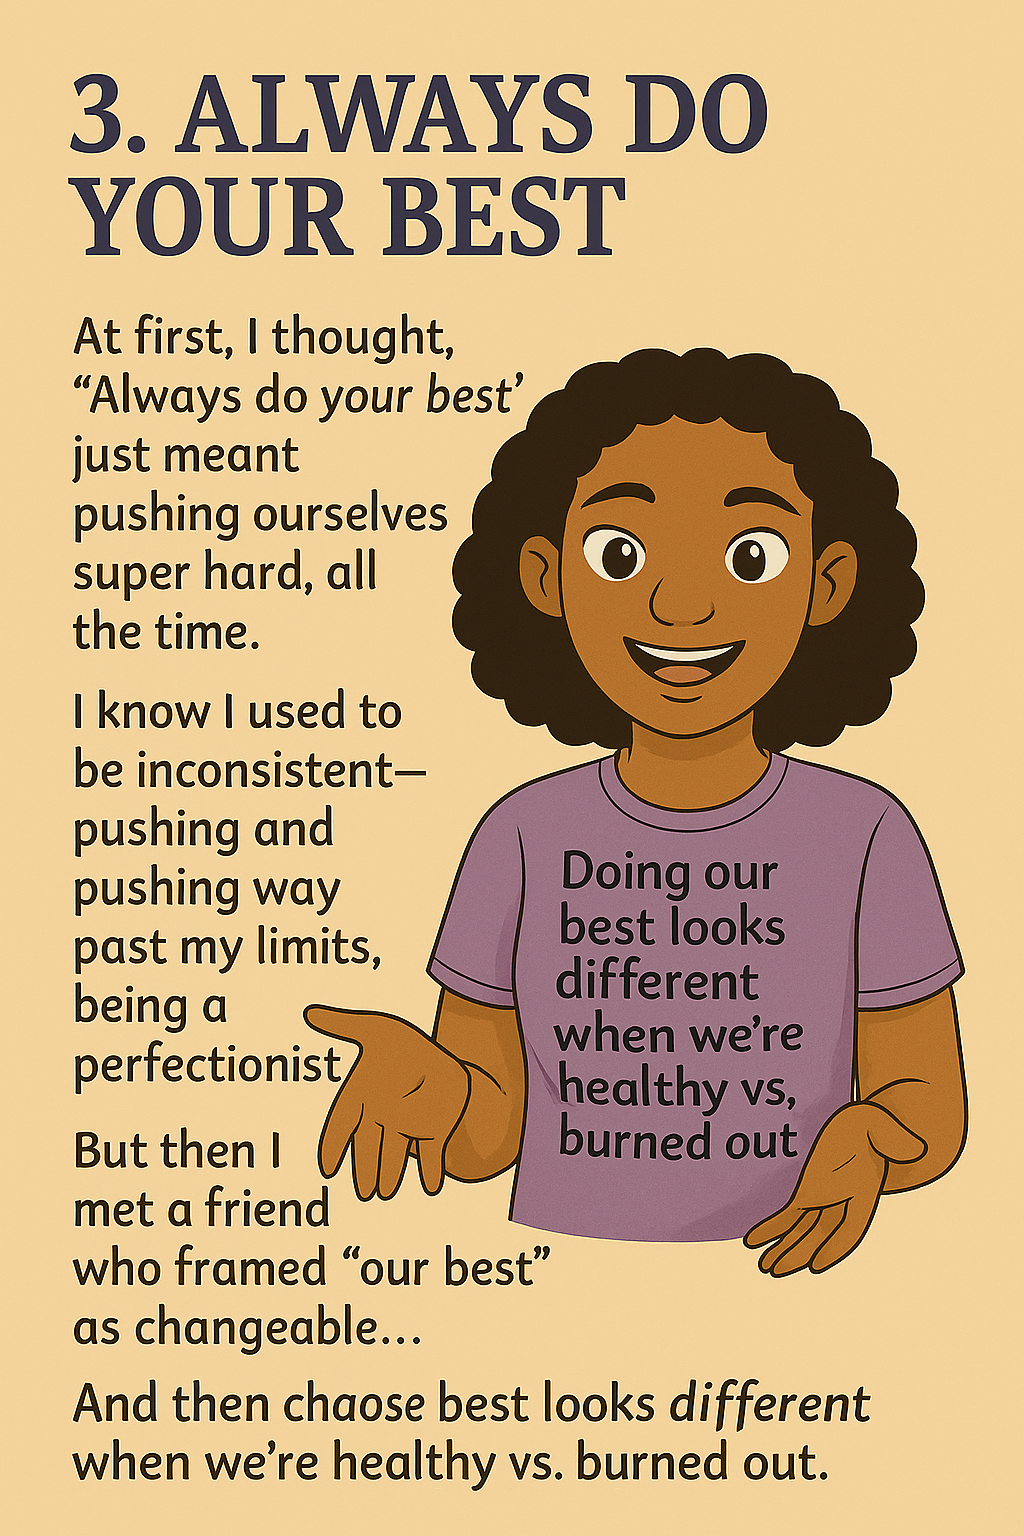 3. ALWAYS DO
YOUR BEST
At first, I thought,
“Always do your best’
just meant
pushing ourselves
super hard, all
the time.
I know I used to
be inconsistent—
pushing and
pushing way
past my limits,
being a
perfectionist
But then I
met a friend
who framed “our best”
as changeable...
And then chaose best looks different
when we’re healthy vs. burned out.
Doing our
best looks
different
when we’re
healthy vs,
burned out